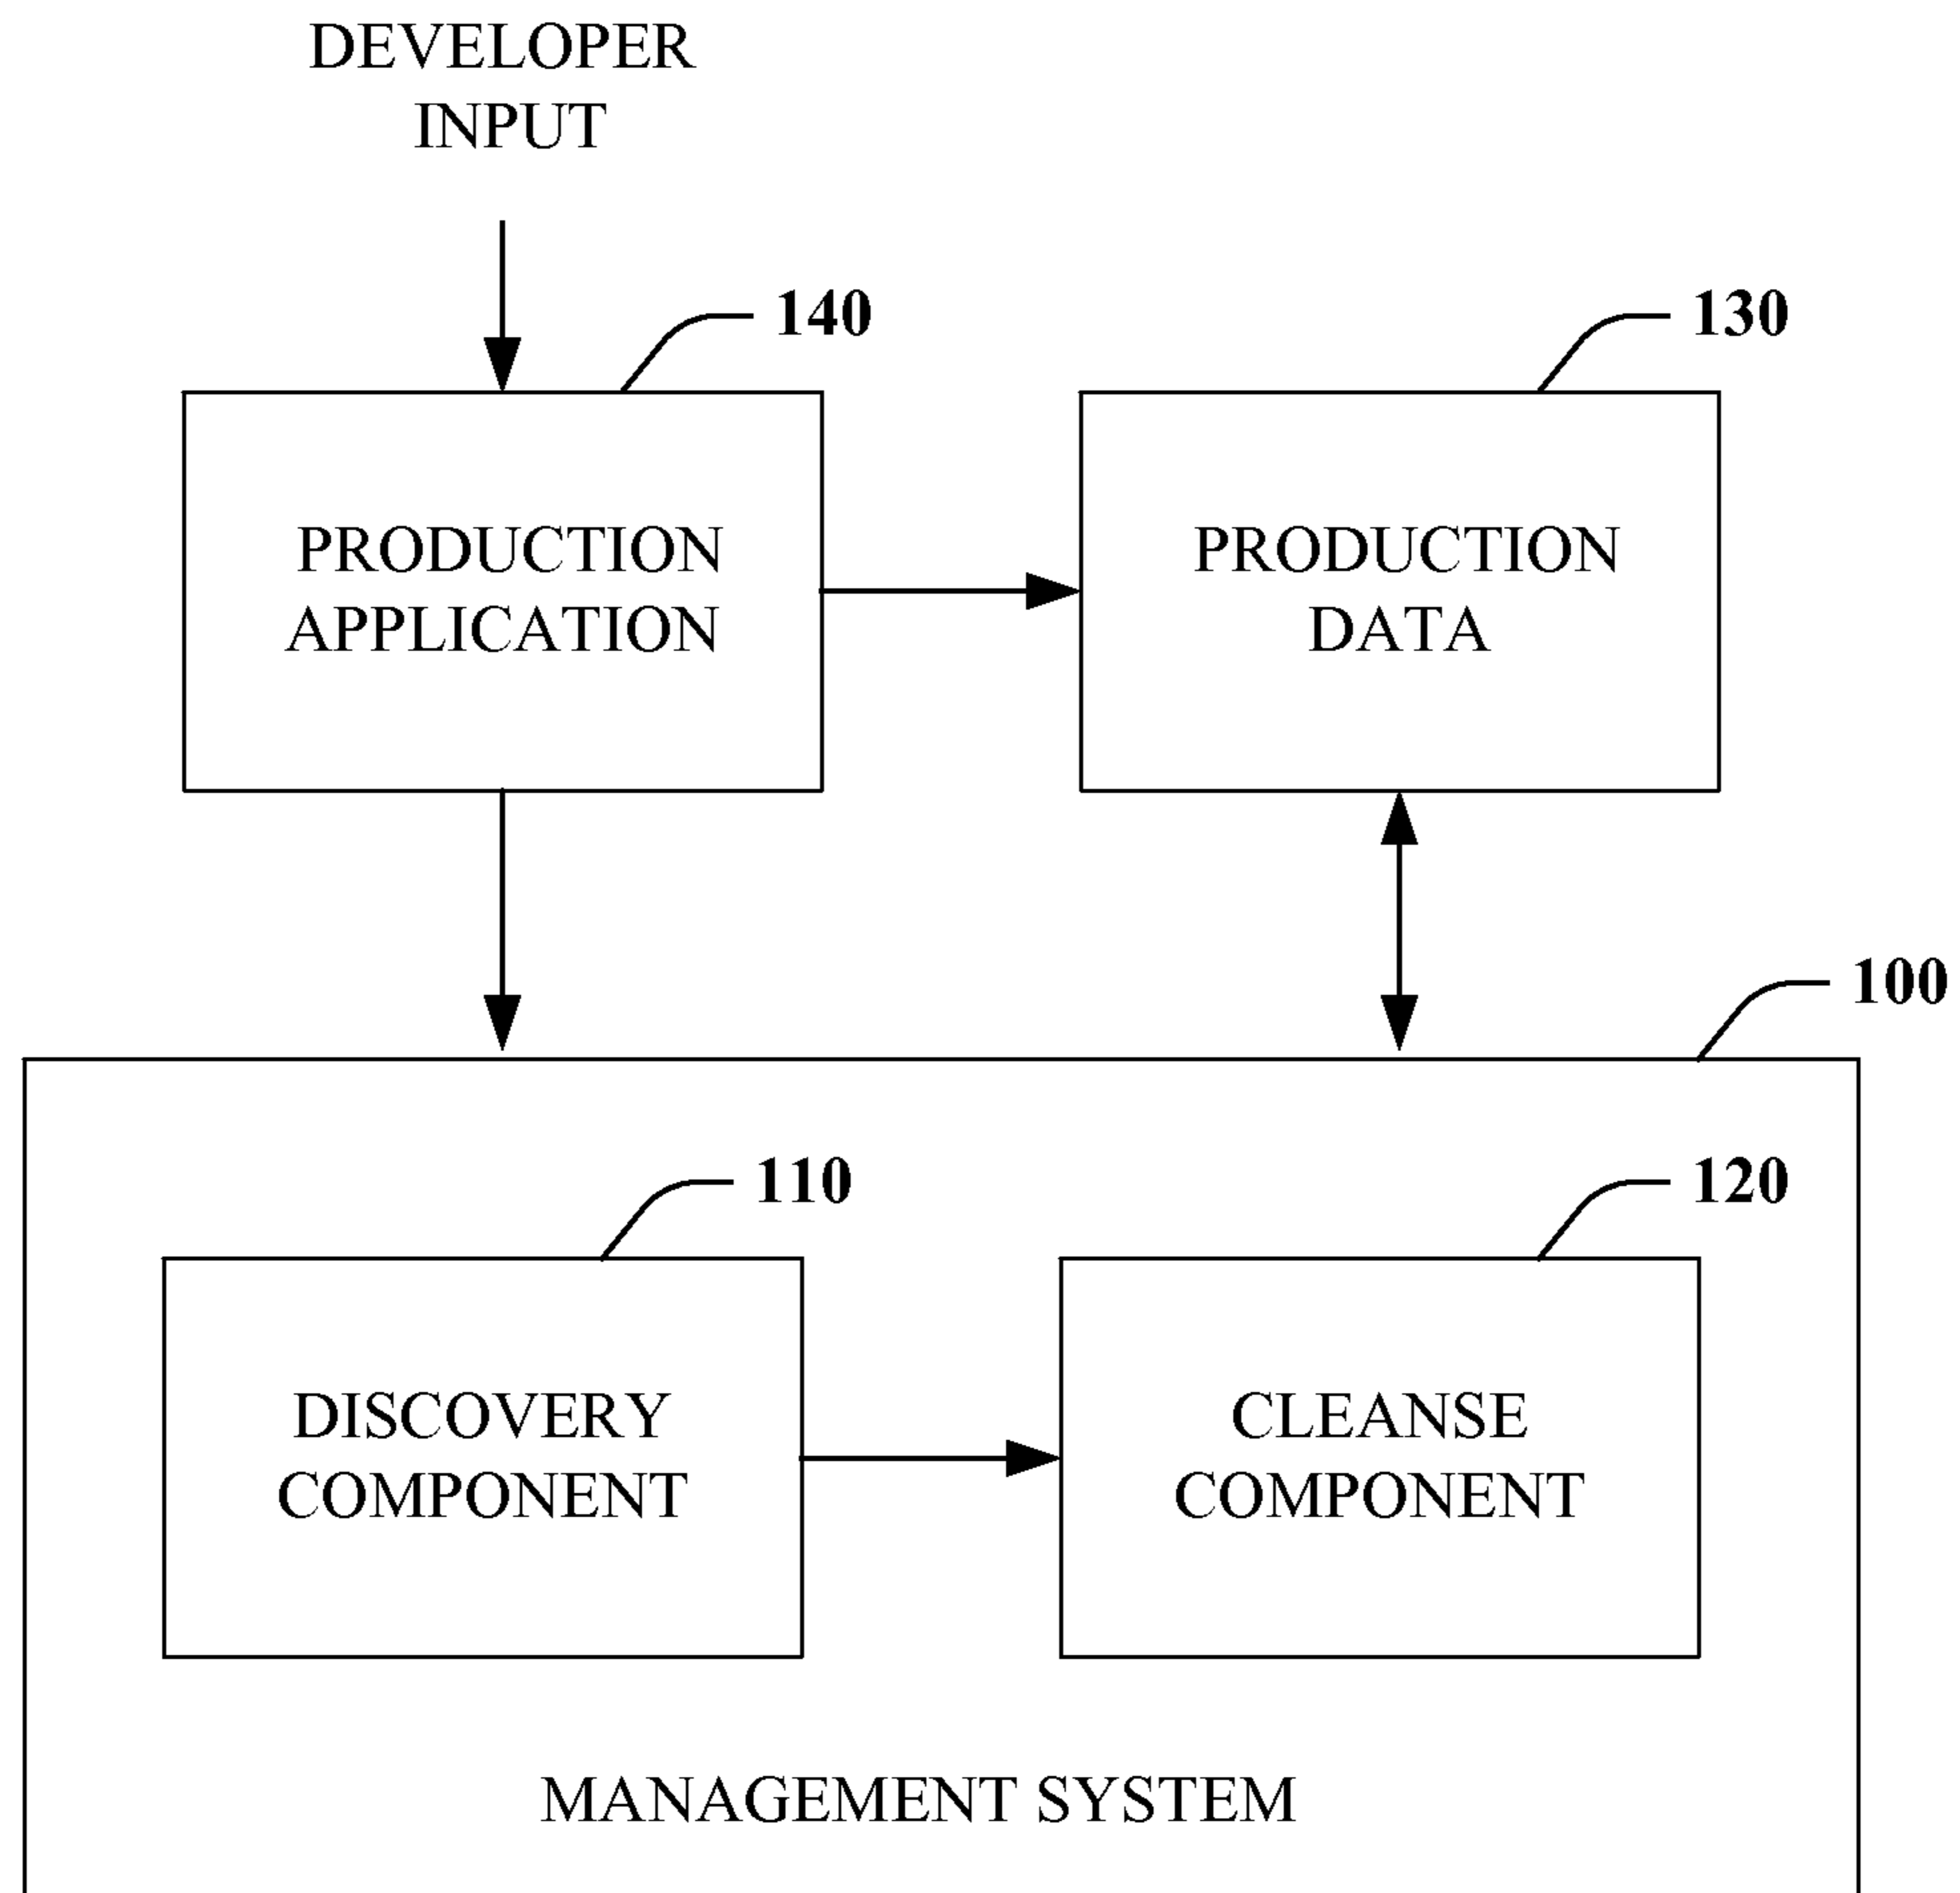 DEVELOPER
INPUT
140
130
PRODUCTION
APPLICATION
PRODUCTION
DATA
100
110
120
DISCOVERY
COMPONENT
CLEANSE
COMPONENT
MANAGEMENT SYSTEM